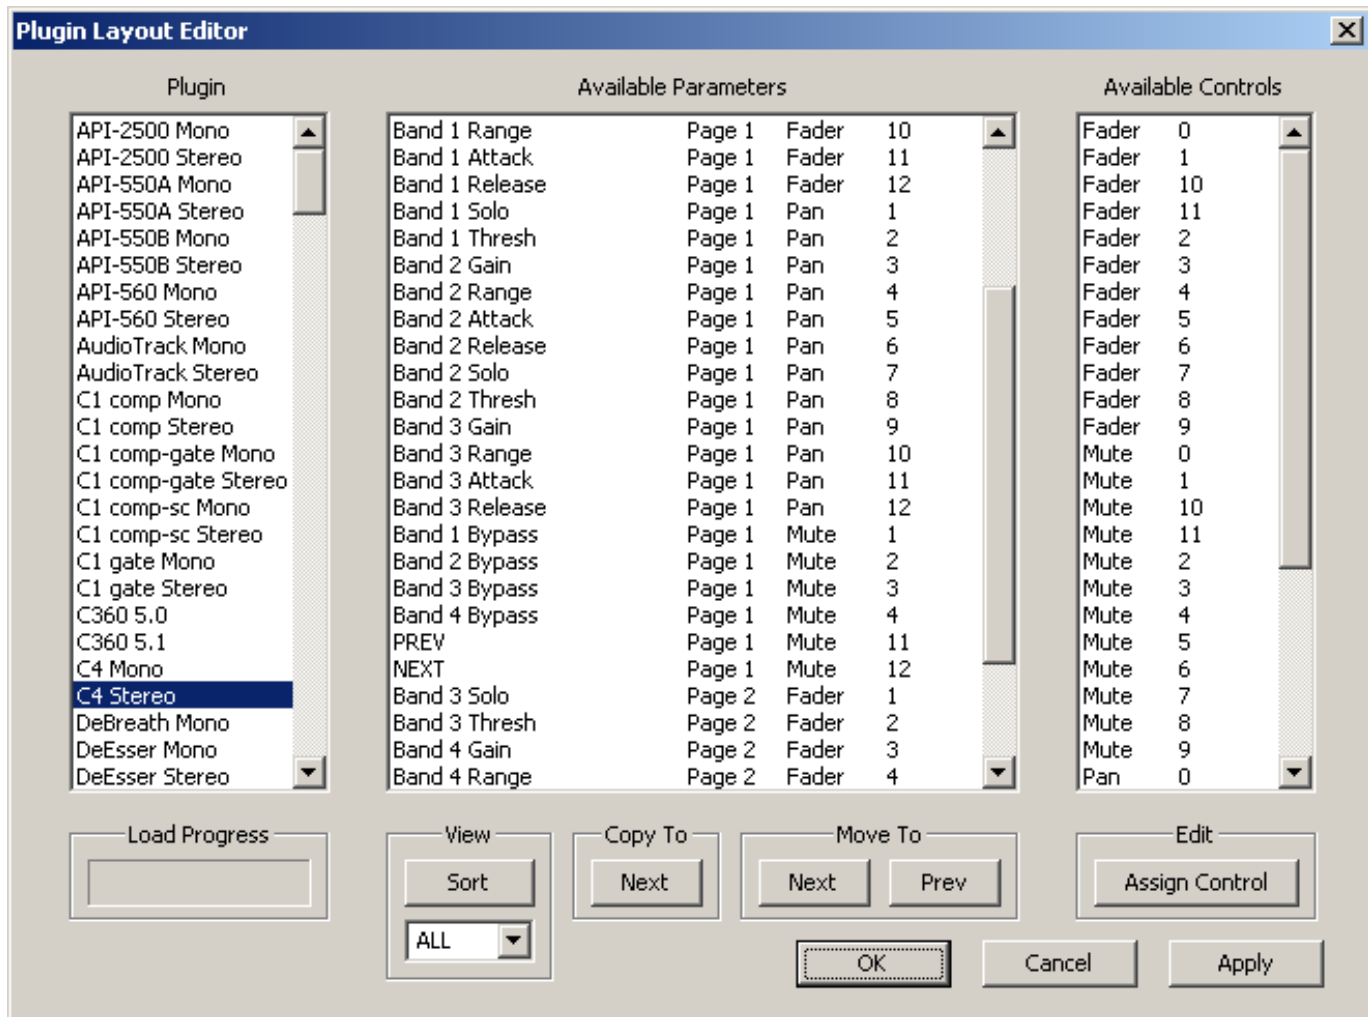 Plugin Layout Editor
Plugin
API-2500 Mono
API-2500 Stereo
API-550A Mono
API-550A Stereo
API-550B Mono
API-550B Stereo
API-560 Mono
API-560 Stereo
AudioTrack Mono
AudioTrack Stereo
C1 comp Mono
C1 comp Stereo
C1 comp-gate Mono
C1 comp-gate Stereo
C1 comp-sc Mono
C1 comp-sc Stereo
C1 gate Mono
C1 gate Stereo
C360 5.0
C360 5.1
C4 Mono
C4 Stereo
DeBreath Mono
DeEsser Mono
DeEsser Stereo
Available Parameters
Band 1 Range Page 1 Fader 10
Band 1 Attack Page 1 Fader 11
Band 1 Release Page 1 Fader 12
Band 1 Solo Page 1 Pan 1
Band 1 Thresh Page 1 Pan 2
Band 2 Gain Page 1 Pan 3
Band 2 Range Page 1 Pan 4
Band 2 Attack Page 1 Pan 5
Band 2 Release Page 1 Pan 6
Band 2 Solo Page 1 Pan 7
Band 2 Thresh Page 1 Pan 8
Band 3 Gain Page 1 Pan 9
Band 3 Range Page 1 Pan 10
Band 3 Attack Page 1 Pan 11
Band 3 Release Page 1 Pan 12
Band 1 Bypass Page 1 Mute 1
Band 2 Bypass Page 1 Mute 2
Band 3 Bypass Page 1 Mute 3
Band 4 Bypass Page 1 Mute 4
PREV Page 1 Mute 11
NEXT Page 1 Mute 12
Band 3 Solo Page 2 Fader 1
Band 3 Thresh Page 2 Fader 2
Band 4 Gain Page 2 Fader 3
Band 4 Range Page 2 Fader 4
Available Controls
Fader 0
Fader 1
Fader 10
Fader 11
Fader 2
Fader 3
Fader 4
Fader 5
Fader 6
Fader 7
Fader 8
Fader 9
Mute 0
Mute 1
Mute 10
Mute 11
Mute 2
Mute 3
Mute 4
Mute 5
Mute 6
Mute 7
Mute 8
Mute 9
Pan 0
Load Progress
View
Sort
ALL
Copy To
Next
Move To
Next Prev
Edit
Assign Control
OK Cancel Apply